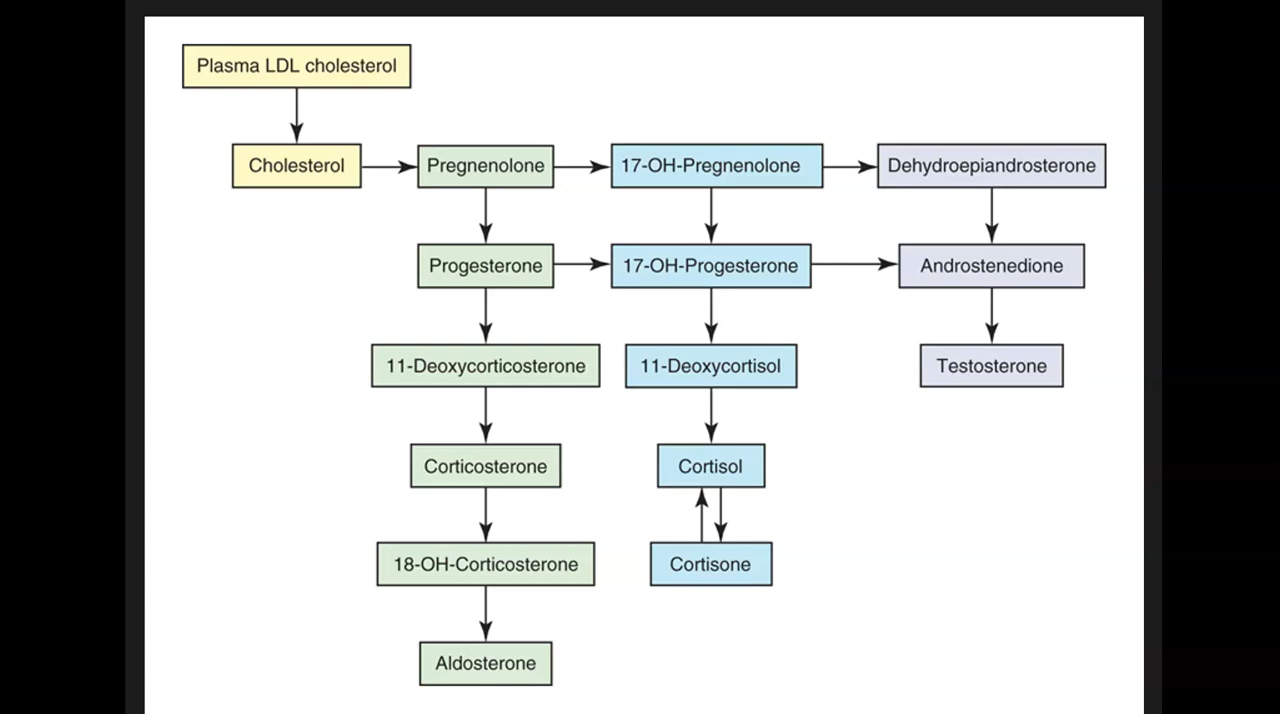 Plasma LDL cholesterol
Cholesterol
Pregnenolone
17-OH-Pregnenolone
Dehydroepiandrosterone
Progesterone
17-OH-Progesterone
Androstenedione
11-Deoxycorticosterone
11-Deoxycortisol
Testosterone
Corticosterone
Cortisol
18-OH-Corticosterone
Cortisone
Aldosterone